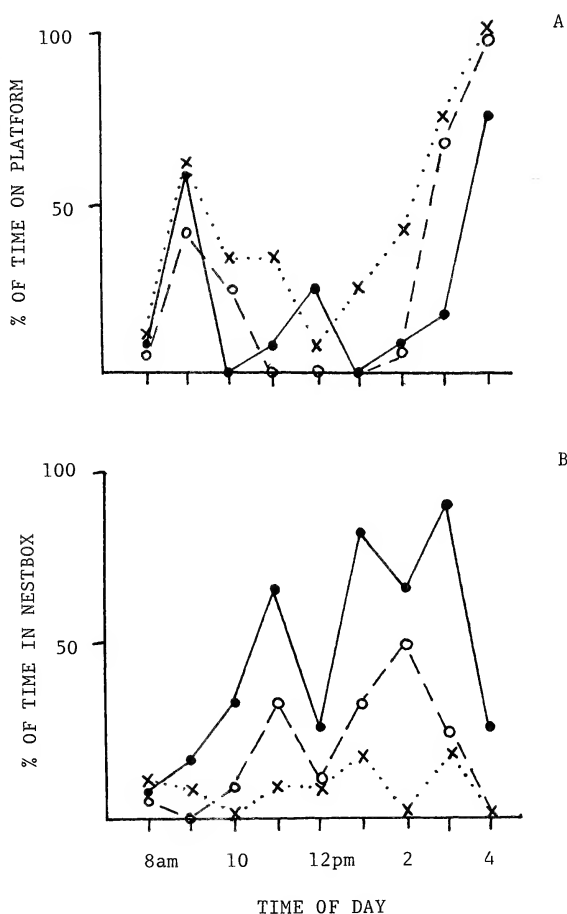 A
100
50
% OF TIME ON PLATFORM
B
100
50
% OF TIME IN NESTBOX
8am 10 12pm 2 4
TIME OF DAY